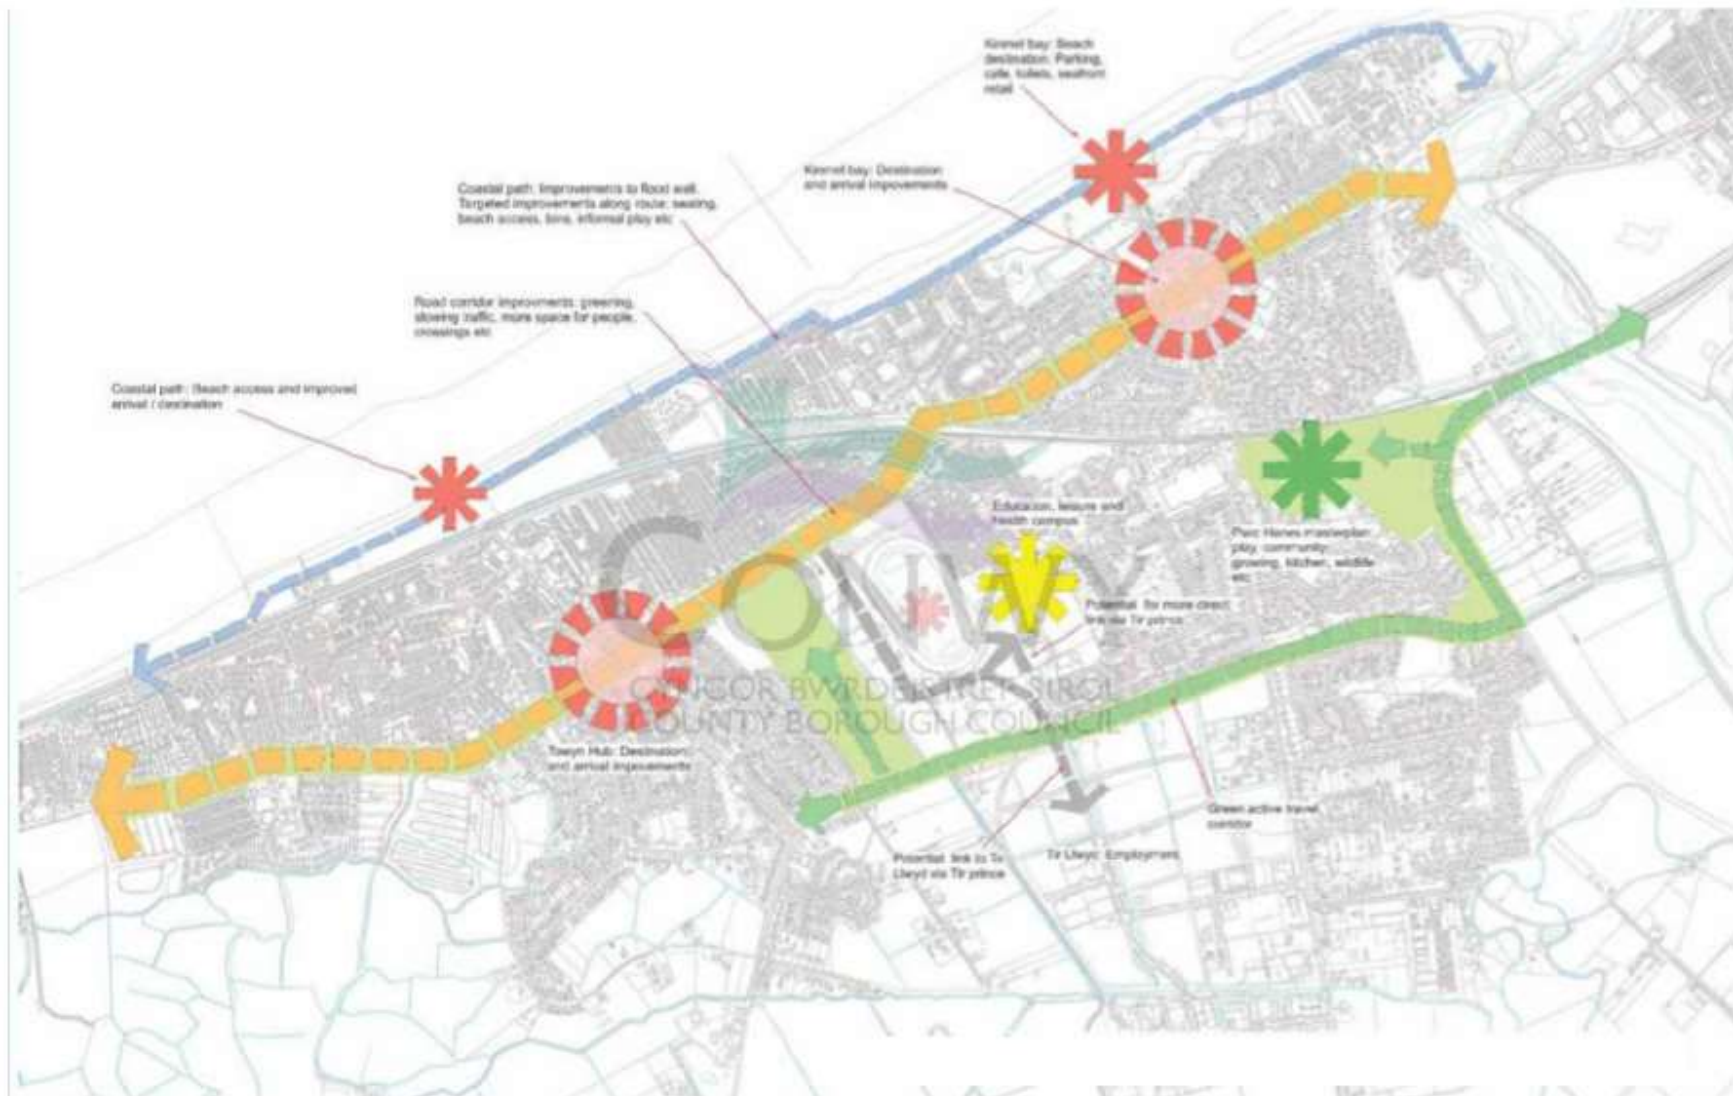 Kinmel bay: Beach
destination: Parking,
cafe, toilets, seafront
retail
Kinmel bay: Destination
and arrival impovements
Coastal path: Improvements to flood wall.
Targeted improvements along route: seating,
beach access, bins, informal play etc
Road corridor improvments: greening,
slowing traffic, more space for people,
crossings etc
Coastal path: Beach access and improved
arrival / destination
Education, leisure and
health campus
Parc Hanes masterplan:
play, community
growing, kitchen, wildlife
etc
Potential for more direct
link via Tir prince
CONWY
CYNGOR BWRDEISTREF SIROL
COUNTY BOROUGH COUNCIL
Towyn Hub: Destination
and arrival impovements
Green active travel
corridor
Potential link to Tir
Llwyd via Tir prince
Tir Llwyd: Employment